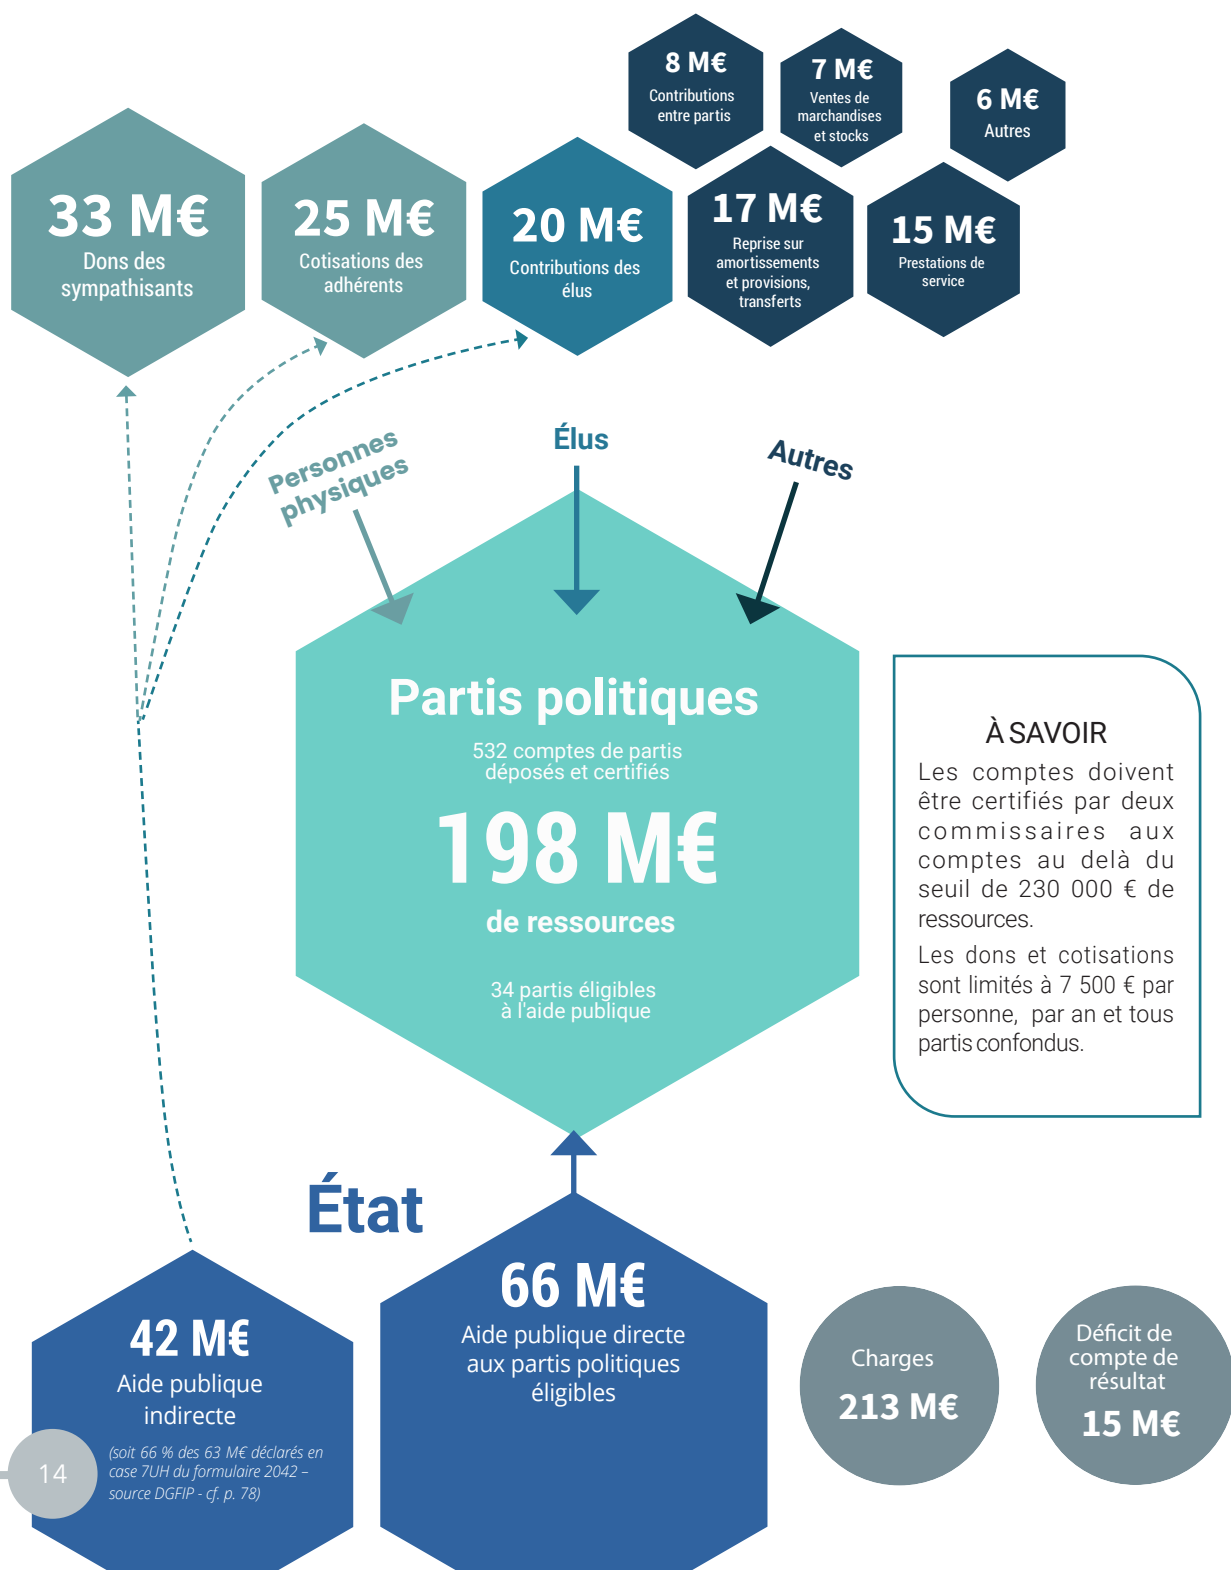 8 M€
Contributions
entre partis
7 M€
Ventes de
marchandises
et stocks
6 M€
Autres
33 M€
Dons des
sympathisants
25 M€
Cotisations des
adhérents
20 M€
Contributions des
élus
17 M€
Reprise sur
amortissements
et provisions,
transferts
15 M€
Prestations de
service
Personnes
physiques
Élus
Autres
Partis politiques
532 comptes de partis
déposés et certifiés
198 M€
de ressources
34 partis éligibles
à l'aide publique
À SAVOIR
Les comptes doivent
être certifiés par deux
commissaires aux
comptes au delà du
seuil de 230 000 € de
ressources.
Les dons et cotisations
sont limités à 7 500 € par
personne, par an et tous
partis confondus.
État
42 M€
Aide publique
indirecte
(soit 66 % des 63 M€ déclarés en
case 7UH du formulaire 2042 –
source DGFIP - cf. p. 78)
66 M€
Aide publique directe
aux partis politiques
éligibles
Charges
213 M€
Déficit de
compte de
résultat
15 M€
14